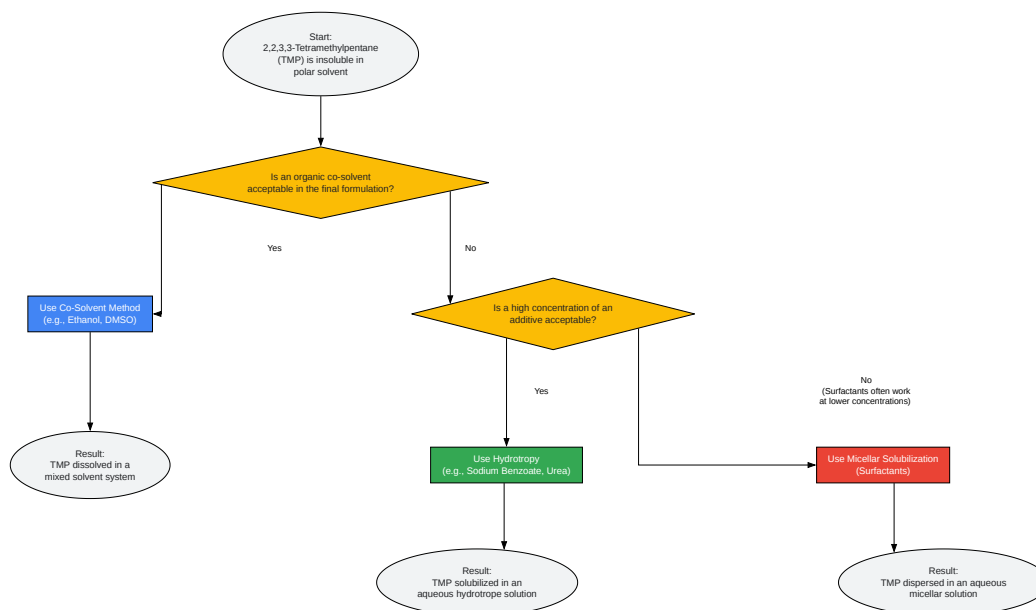 Start:
2,2,3,3-Tetramethylpentane
(TMP) is insoluble in
polar solvent
Is an organic co-solvent
acceptable in the final formulation?
Yes
No
Use Co-Solvent Method
(e.g., Ethanol, DMSO)
Is a high concentration of an
additive acceptable?
Yes
No
(Surfactants often work
at lower concentrations)
Result:
TMP dissolved in a
mixed solvent system
Use Hydrotropy
(e.g., Sodium Benzoate, Urea)
Use Micellar Solubilization
(Surfactants)
Result:
TMP solubilized in an
aqueous hydrotrope solution
Result:
TMP dispersed in an aqueous
micellar solution